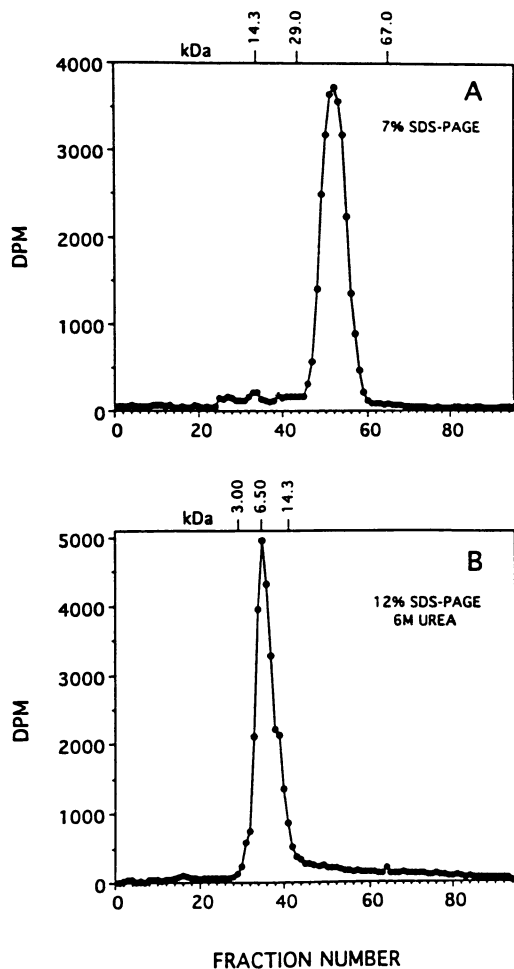 14.3 29.0 67.0
kDa
4000
A
7% SDS-PAGE
3000
DPM
2000
1000
0
0 20 40 60 80
3.00 6.50 14.3
kDa
5000
B
12% SDS-PAGE
6M UREA
4000
3000
DPM
2000
1000
0
0 20 40 60 80
FRACTION NUMBER